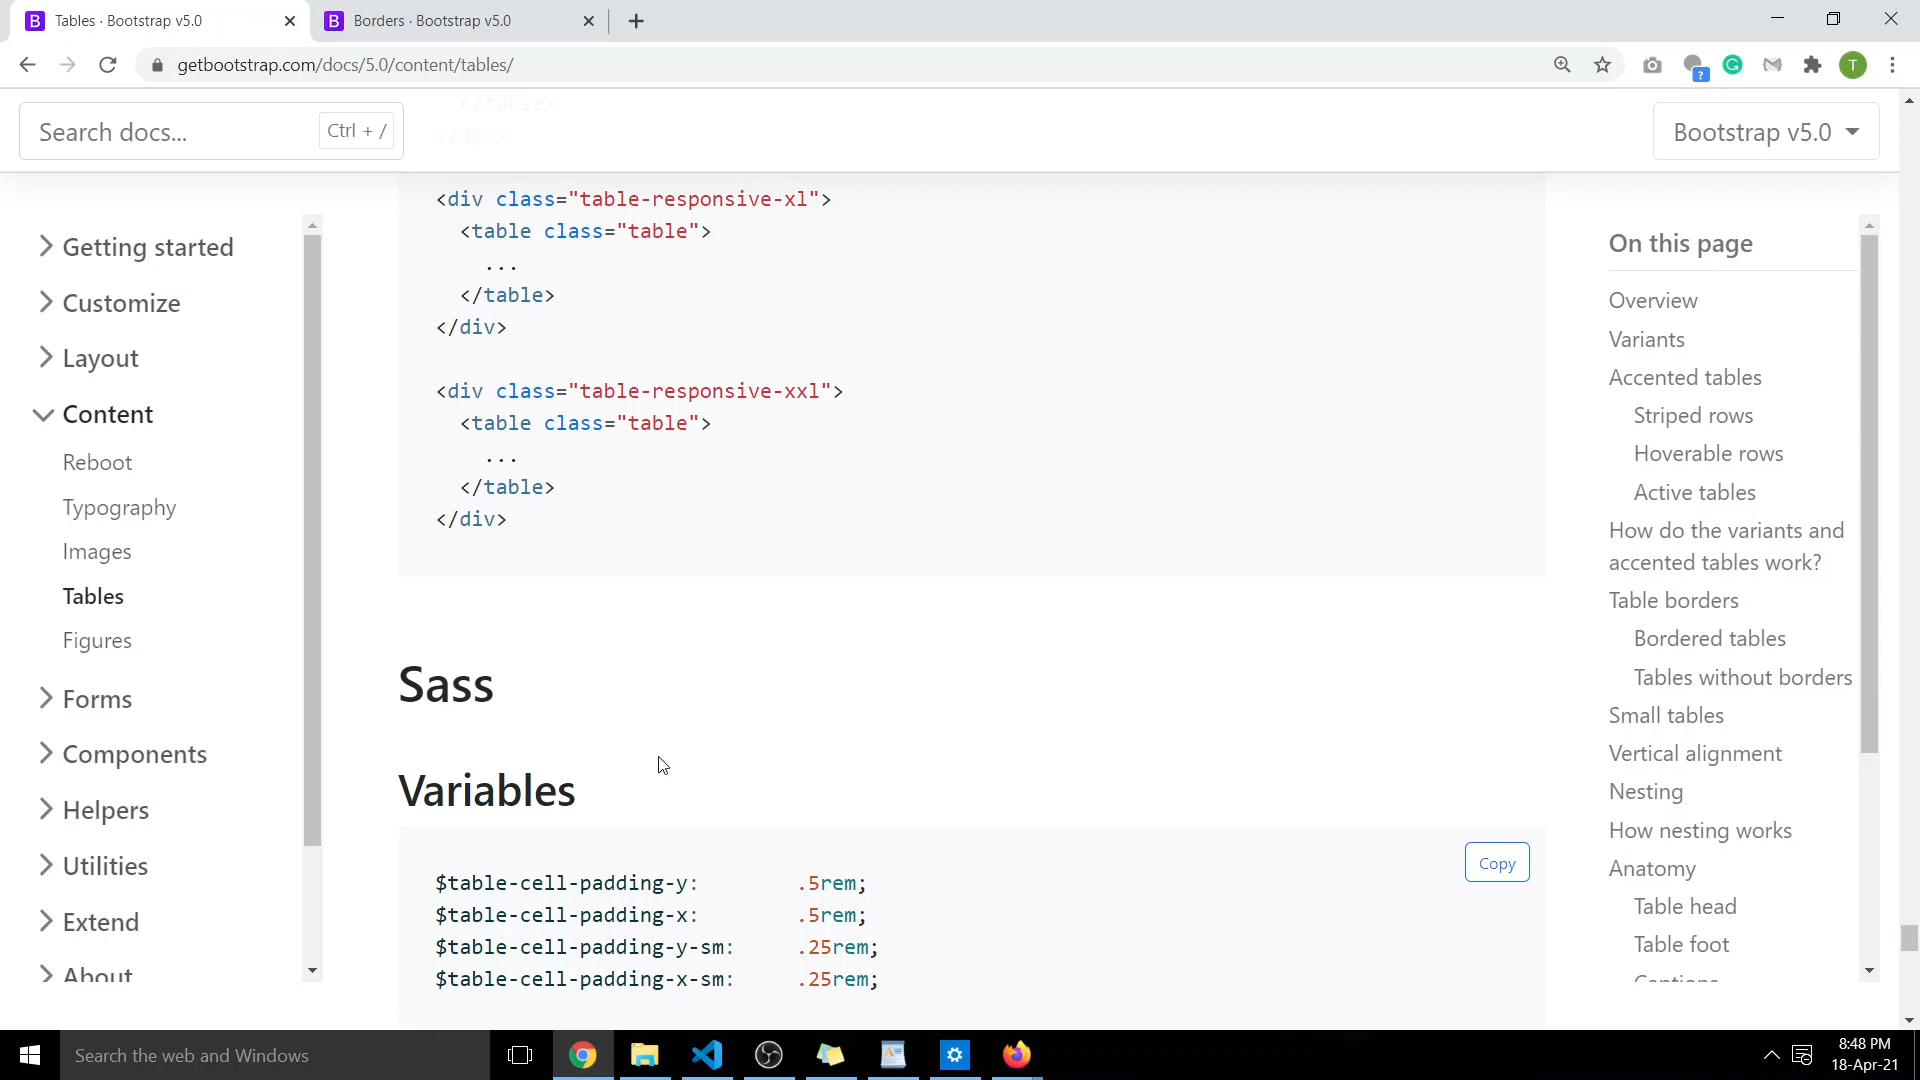 Tables · Bootstrap v5.0
Borders · Bootstrap v5.0
getbootstrap.com/docs/5.0/content/tables/
T
Search docs...
Ctrl + /
Bootstrap v5.0
</table>
</div>
<div class="table-responsive-xl">
<table class="table">
...
</table>
</div>
<div class="table-responsive-xxl">
<table class="table">
...
</table>
</div>
Sass
Variables
Copy
$table-cell-padding-y: .5rem;
$table-cell-padding-x: .5rem;
$table-cell-padding-y-sm: .25rem;
$table-cell-padding-x-sm: .25rem;
Getting started
Customize
Layout
Content
Reboot
Typography
Images
Tables
Figures
Forms
Components
Helpers
Utilities
Extend
About
On this page
Overview
Variants
Accented tables
Striped rows
Hoverable rows
Active tables
How do the variants and
accented tables work?
Table borders
Bordered tables
Tables without borders
Small tables
Vertical alignment
Nesting
How nesting works
Anatomy
Table head
Table foot
Captions
Search the web and Windows
8:48 PM
18-Apr-21